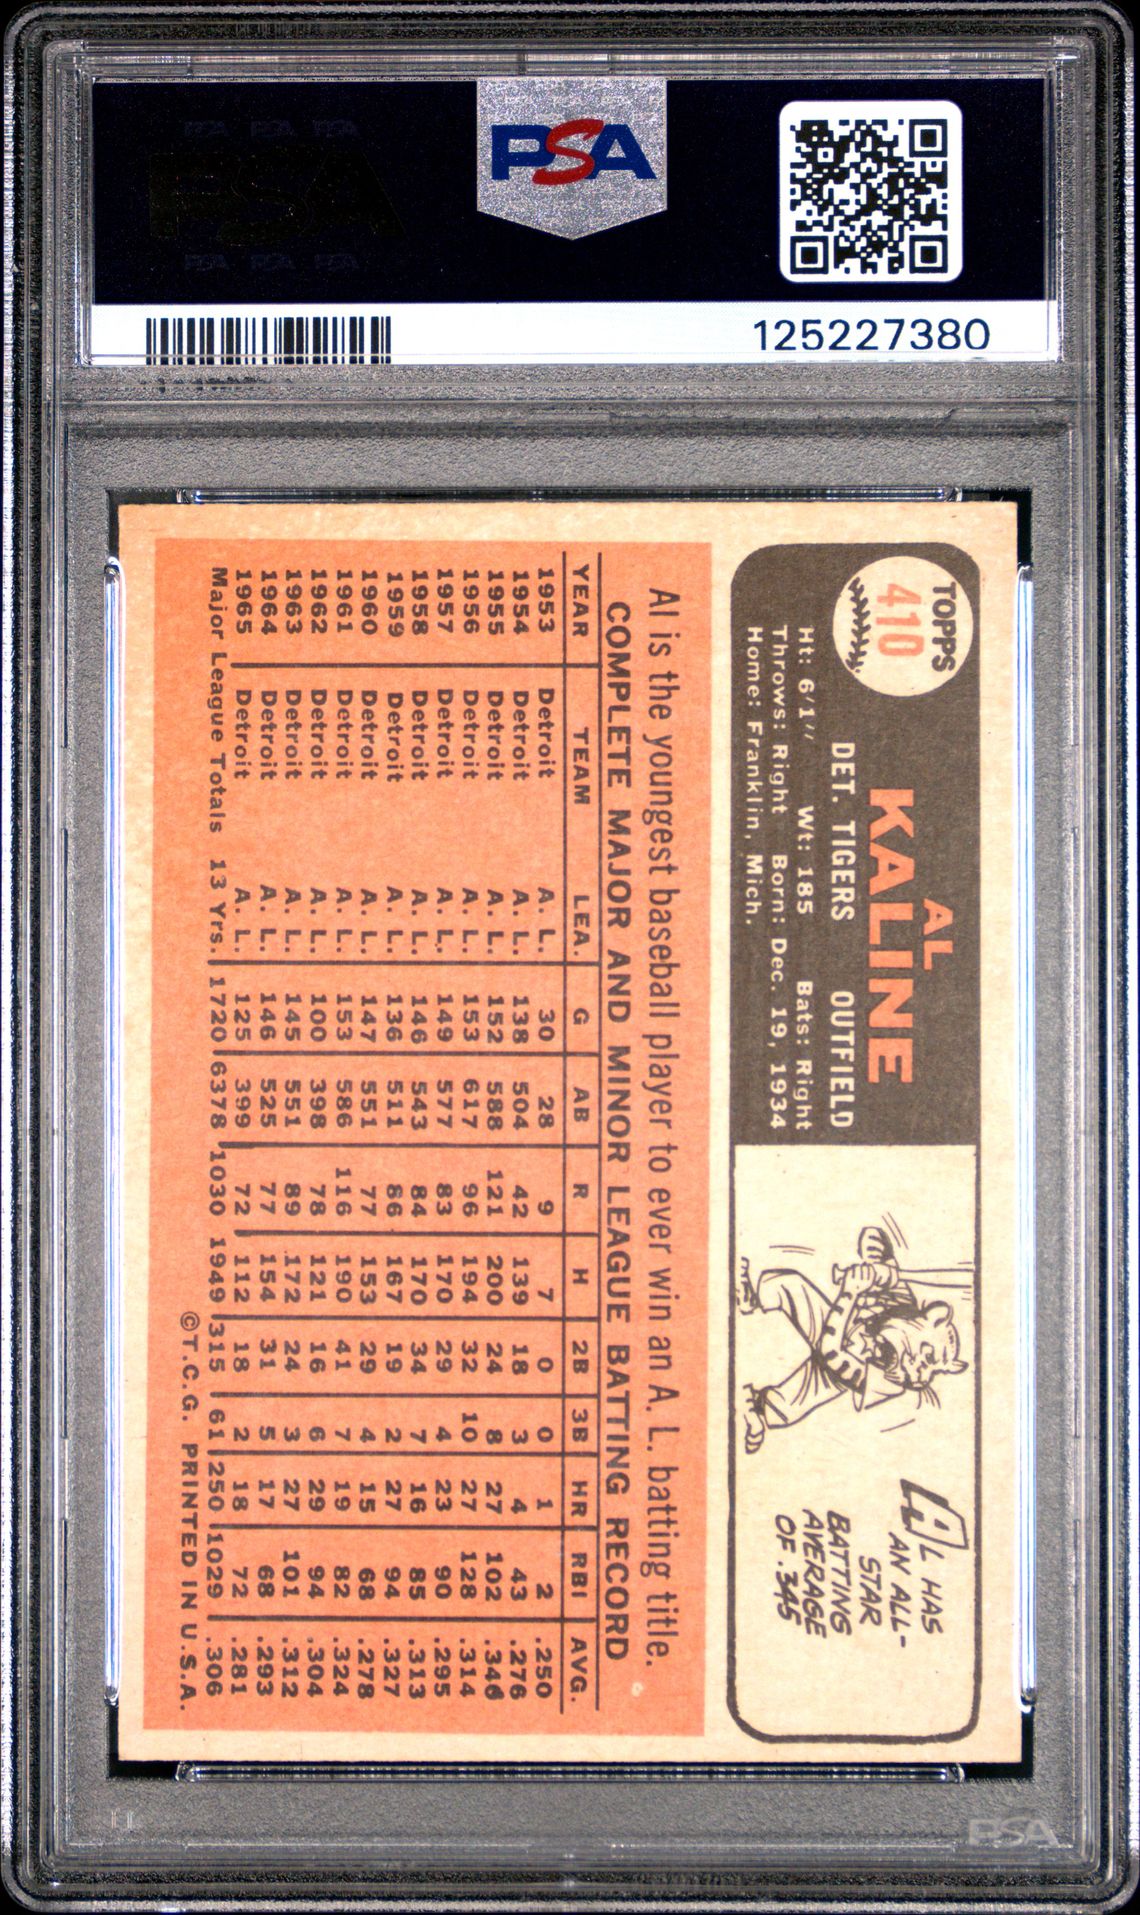 PSA
125227380
TOPPS
410
AL
KALINE
DET. TIGERS OUTFIELD
Ht: 6'1" Wt: 185 Bats: Right
Throws: Right Born: Dec. 19, 1934
Home: Franklin, Mich.
AL HAS
AN ALL-
STAR
BATTING
AVERAGE
OF .345
Al is the youngest baseball player to ever win an A. L. batting title.
COMPLETE MAJOR AND MINOR LEAGUE BATTING RECORD
YEAR TEAM LEA. G AB R H 2B 3B HR RBI AVG.
1953 Detroit A. L. 30 28 9 7 0 0 1 2 .250
1954 Detroit A. L. 138 504 42 139 18 3 4 43 .276
1955 Detroit A. L. 152 588 121 200 24 8 27 102 .346
1956 Detroit A. L. 153 617 96 194 32 10 27 128 .314
1957 Detroit A. L. 149 577 83 170 29 4 23 90 .295
1958 Detroit A. L. 146 543 84 170 34 7 16 85 .313
1959 Detroit A. L. 136 511 86 167 19 2 27 94 .327
1960 Detroit A. L. 147 551 77 153 29 4 15 68 .278
1961 Detroit A. L. 153 586 116 190 41 7 19 82 .324
1962 Detroit A. L. 100 398 78 121 16 6 29 94 .304
1963 Detroit A. L. 145 551 89 172 24 3 27 101 .312
1964 Detroit A. L. 146 525 77 154 31 5 17 68 .293
1965 Detroit A. L. 125 399 72 112 18 2 18 72 .281
Major League Totals 13 Yrs. 1720 6378 1030 1949 315 61 250 1029 .306
©T.C.G. PRINTED IN U.S.A.
PSA